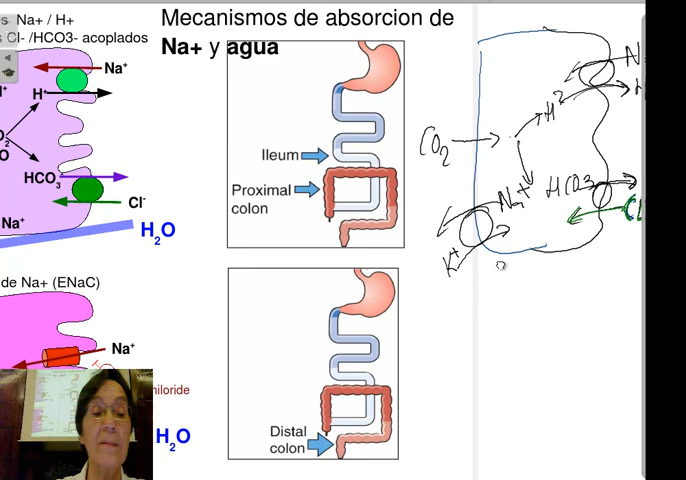 Mecanismos de absorcion de
Na+ y agua
Na+ / H+
Cl- /HCO3- acoplados
Na+
H+
HCO3-
Cl-
Na+
H2O
de Na+ (ENaC)
Na+
miloride
H2O
Ileum
Proximal
colon
Distal
colon
CO2
HCO3
Na+
K+